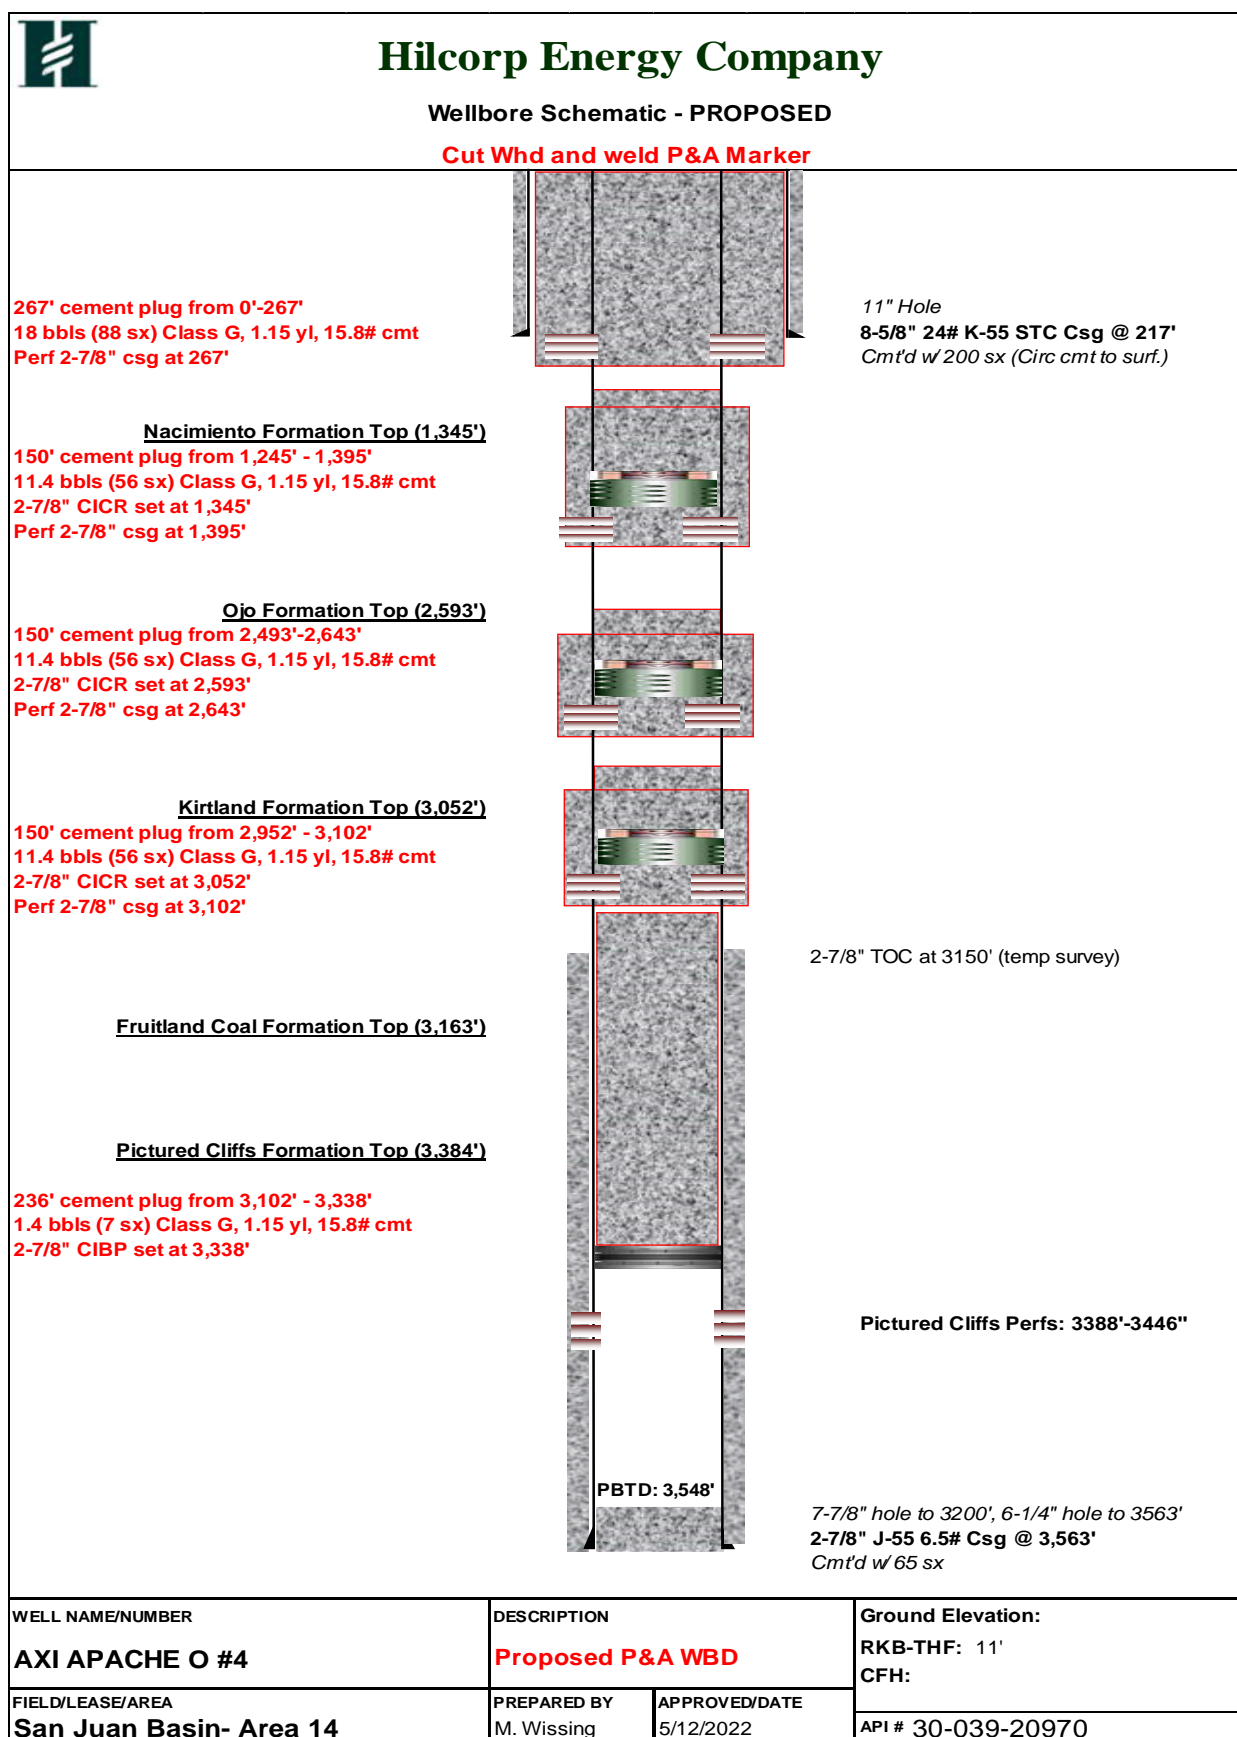 Hilcorp Energy Company
Wellbore Schematic - PROPOSED
Cut Whd and weld P&A Marker
267' cement plug from 0'-267'
18 bbls (88 sx) Class G, 1.15 yl, 15.8# cmt
Perf 2-7/8" csg at 267'
11" Hole
8-5/8" 24# K-55 STC Csg @ 217'
Cmt'd w/ 200 sx (Circ cmt to surf.)
Nacimiento Formation Top (1,345')
150' cement plug from 1,245' - 1,395'
11.4 bbls (56 sx) Class G, 1.15 yl, 15.8# cmt
2-7/8" CICR set at 1,345'
Perf 2-7/8" csg at 1,395'
Ojo Formation Top (2,593')
150' cement plug from 2,493'-2,643'
11.4 bbls (56 sx) Class G, 1.15 yl, 15.8# cmt
2-7/8" CICR set at 2,593'
Perf 2-7/8" csg at 2,643'
Kirtland Formation Top (3,052')
150' cement plug from 2,952' - 3,102'
11.4 bbls (56 sx) Class G, 1.15 yl, 15.8# cmt
2-7/8" CICR set at 3,052'
Perf 2-7/8" csg at 3,102'
2-7/8" TOC at 3150' (temp survey)
Fruitland Coal Formation Top (3,163')
Pictured Cliffs Formation Top (3,384')
236' cement plug from 3,102' - 3,338'
1.4 bbls (7 sx) Class G, 1.15 yl, 15.8# cmt
2-7/8" CIBP set at 3,338'
Pictured Cliffs Perfs: 3388'-3446"
PBTD: 3,548'
7-7/8" hole to 3200', 6-1/4" hole to 3563'
2-7/8" J-55 6.5# Csg @ 3,563'
Cmt'd w/ 65 sx
WELL NAME/NUMBER
AXI APACHE O #4
DESCRIPTION
Proposed P&A WBD
Ground Elevation:
RKB-THF: 11'
CFH:
FIELD/LEASE/AREA
San Juan Basin- Area 14
PREPARED BY
M. Wissing
APPROVED/DATE
5/12/2022
API # 30-039-20970